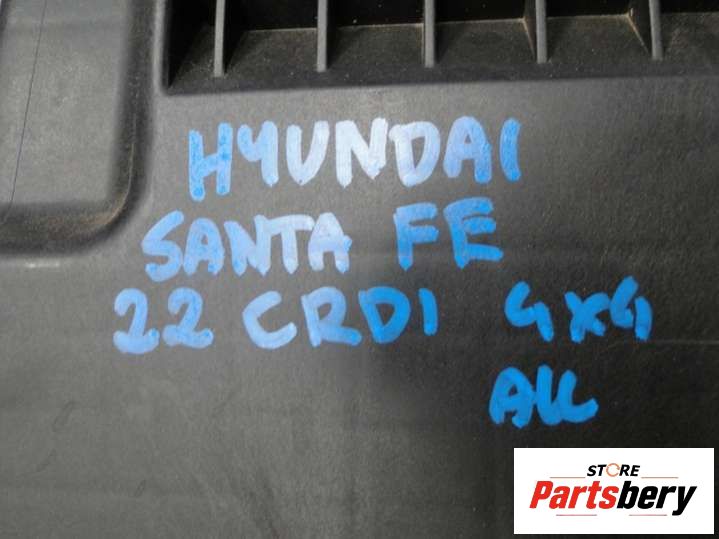 HYUNDAI
SANTA FE
22 CRDI 4x4
ALL
STORE
Partsbery